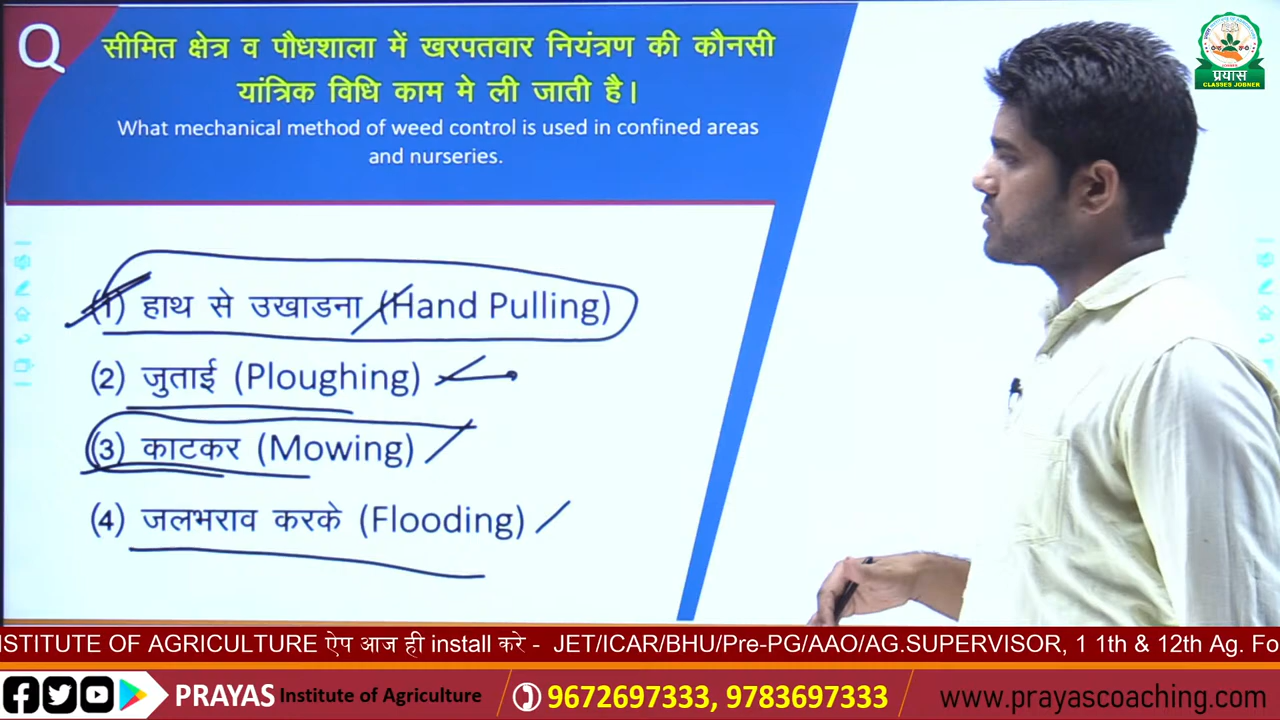 Q
सीमित क्षेत्र व पौधशाला में खरपतवार नियंत्रण की कौनसी
यांत्रिक विधि काम मे ली जाती है।
What mechanical method of weed control is used in confined areas
and nurseries.
(1) हाथ से उखाडना (Hand Pulling)
(2) जुताई (Ploughing)
(3) काटकर (Mowing)
(4) जलभराव करके (Flooding)
प्रयास
CLASSES JOBNER
NSTITUTE OF AGRICULTURE ऐप आज ही install करे - JET/ICAR/BHU/Pre-PG/AAO/AG.SUPERVISOR, 1 1th & 12th Ag. Fo
PRAYAS Institute of Agriculture
9672697333, 9783697333
www.prayascoaching.com